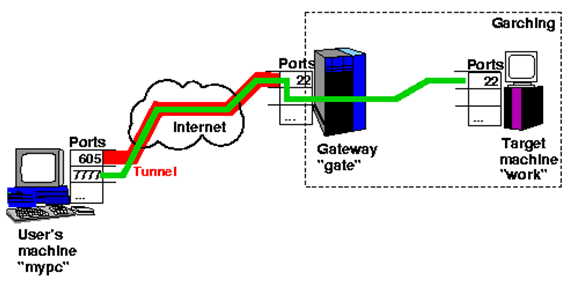 Garching
Ports
22
...
Ports
22
...
Internet
Gateway
"gate"
Target
machine
"work"
Ports
605
7777
...
Tunnel
User's
machine
"mypc"